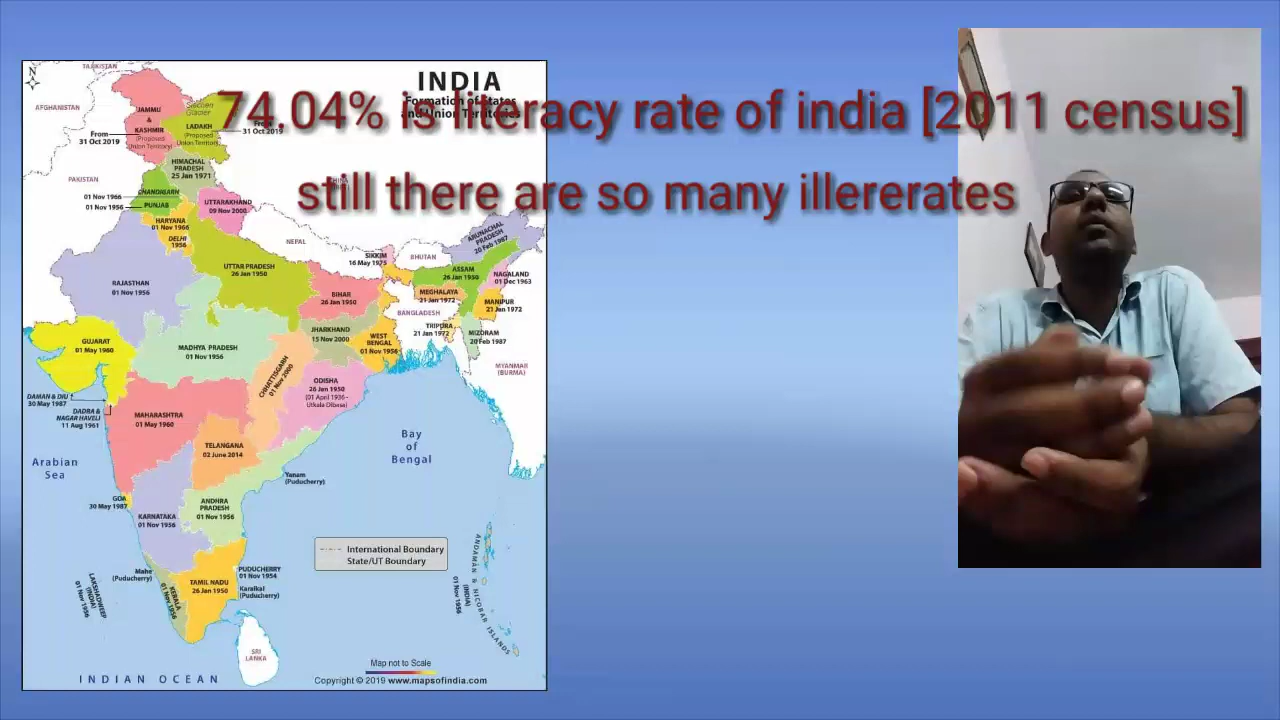 74.04% is literacy rate of india [2011 census]
still there are so many illererates
N
INDIA
Formation of States
and Union Territories
TAJIKISTAN
AFGHANISTAN
PAKISTAN
CHINA
NEPAL
BHUTAN
BANGLADESH
MYANMAR
(BURMA)
SRI
LANKA
JAMMU
&
KASHMIR
(Proposed
Union Territory)
From
31 Oct 2019
Siachen
Glacier
LADAKH
(Proposed
Union Territory)
From
31 Oct 2019
HIMACHAL
PRADESH
25 Jan 1971
CHANDIGARH
01 Nov 1966
PUNJAB
01 Nov 1956
UTTARAKHAND
09 Nov 2000
HARYANA
01 Nov 1966
DELHI
1956
RAJASTHAN
01 Nov 1956
UTTAR PRADESH
26 Jan 1950
BIHAR
26 Jan 1950
SIKKIM
16 May 1975
ARUNACHAL
PRADESH
20 Feb 1987
ASSAM
26 Jan 1950
NAGALAND
01 Dec 1963
MEGHALAYA
21 Jan 1972
MANIPUR
21 Jan 1972
TRIPURA
21 Jan 1972
MIZORAM
20 Feb 1987
GUJARAT
01 May 1960
MADHYA PRADESH
01 Nov 1956
JHARKHAND
15 Nov 2000
WEST
BENGAL
01 Nov 1956
CHHATTISGARH
01 Nov 2000
ODISHA
26 Jan 1950
(01 April 1936 -
Utkala Dibasa)
DAMAN & DIU
30 May 1987
DADRA &
NAGAR HAVELI
11 Aug 1961
MAHARASHTRA
01 May 1960
TELANGANA
02 June 2014
Arabian
Sea
Bay
of
Bengal
Yanam
(Puducherry)
GOA
30 May 1987
KARNATAKA
01 Nov 1956
ANDHRA
PRADESH
01 Nov 1956
International Boundary
State/UT Boundary
Mahe
(Puducherry)
PUDUCHERRY
01 Nov 1954
Karaikal
(Puducherry)
TAMIL NADU
26 Jan 1950
KERALA
01 Nov 1956
LAKSHADWEEP
(INDIA)
01 Nov 1956
ANDAMAN & NICOBAR ISLANDS
(INDIA)
01 Nov 1956
INDIAN OCEAN
Map not to Scale
Copyright © 2019 www.mapsofindia.com